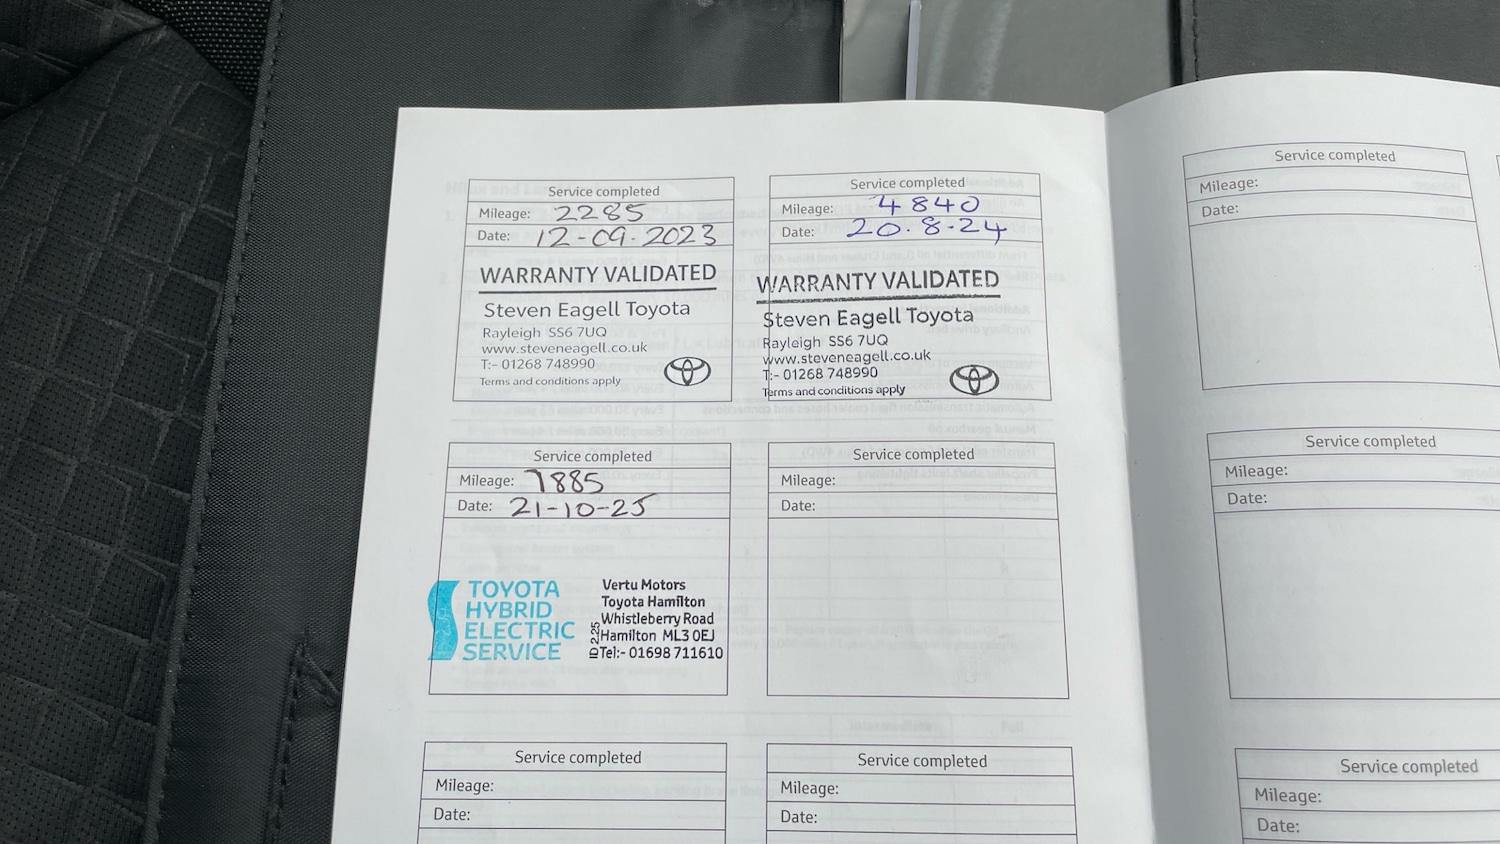 Service completed
Mileage: 2285
Date: 12-09-2023
WARRANTY VALIDATED
Steven Eagell Toyota
Rayleigh SS6 7UQ
www.steveneagell.co.uk
T:- 01268 748990
Terms and conditions apply
Service completed
Mileage: 4840
Date: 20.8.24
WARRANTY VALIDATED
Steven Eagell Toyota
Rayleigh SS6 7UQ
www.steveneagell.co.uk
T:- 01268 748990
Terms and conditions apply
Service completed
Mileage: 7885
Date: 21-10-25
TOYOTA
HYBRID
ELECTRIC
SERVICE
Vertu Motors
Toyota Hamilton
Whistleberry Road
Hamilton ML3 0EJ
Tel:- 01698 711610
Service completed
Mileage:
Date:
Service completed
Mileage:
Date:
Service completed
Mileage:
Date:
Service completed
Mileage:
Date:
Service completed
Mileage:
Date:
Service completed
Mileage:
Date: